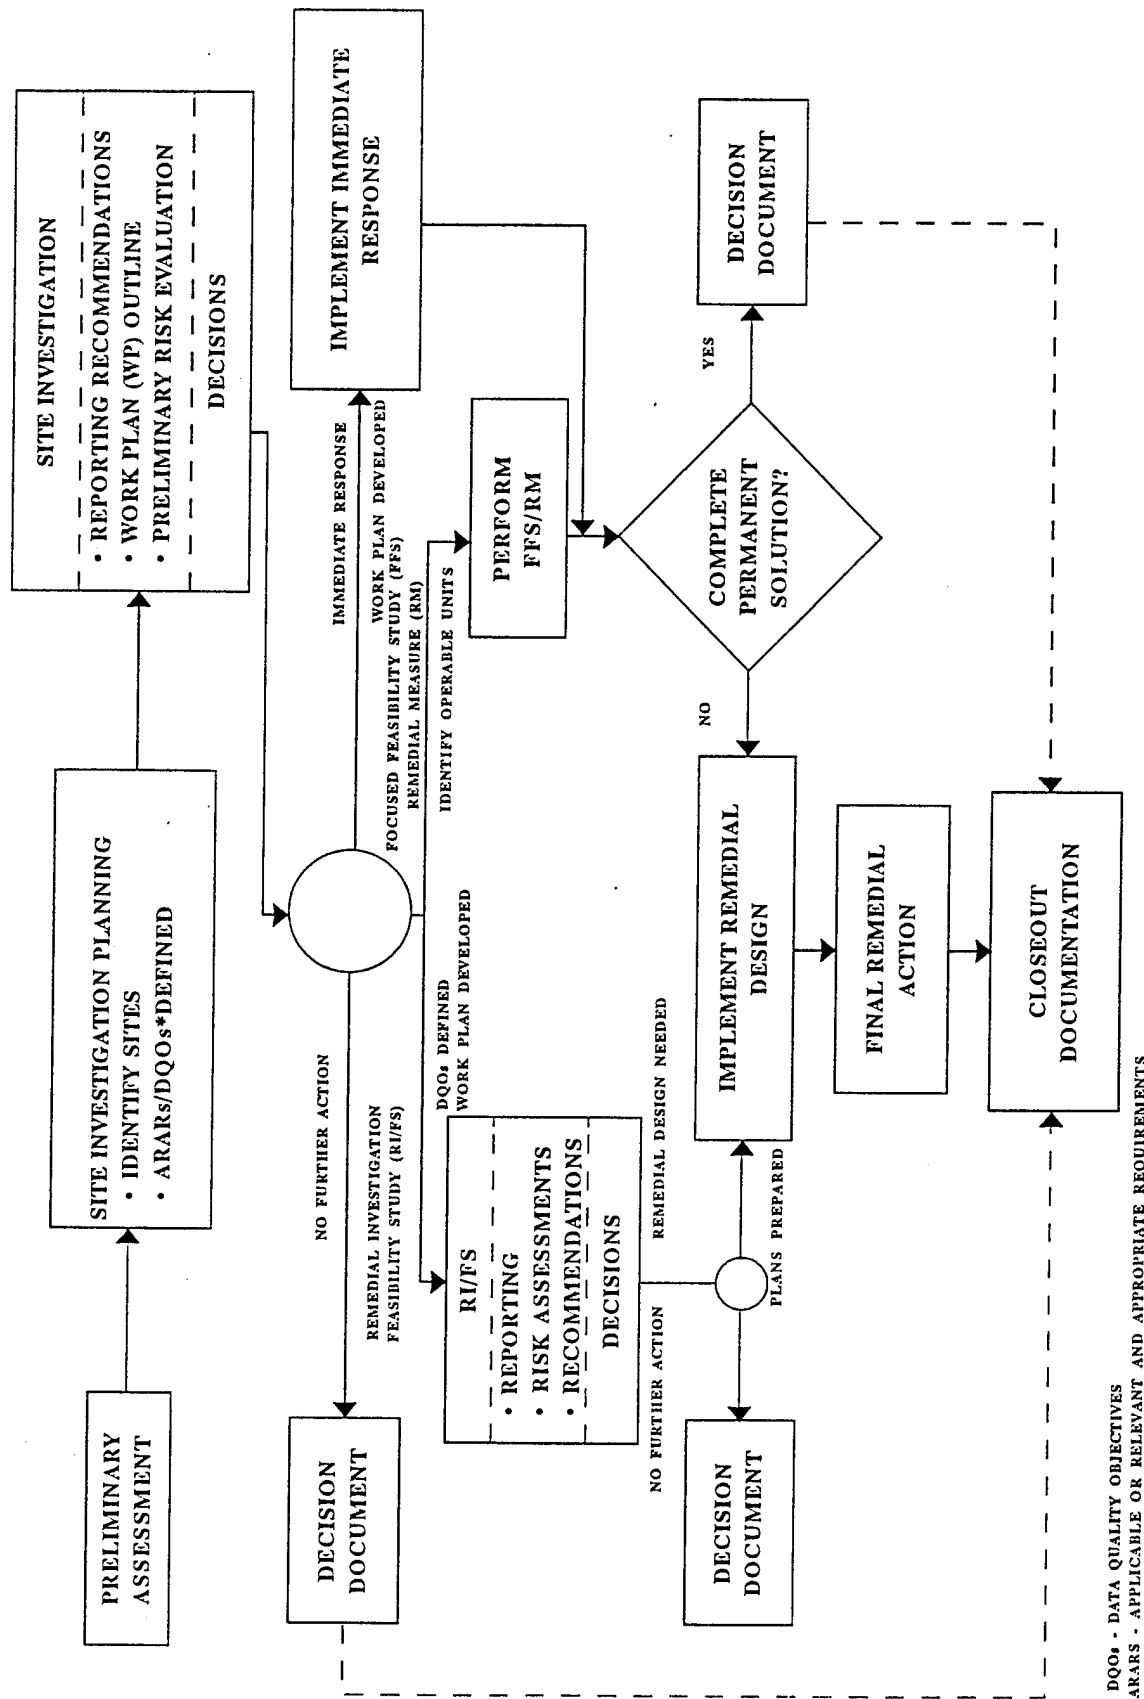 PRELIMINARY
ASSESSMENT
SITE INVESTIGATION PLANNING
• IDENTIFY SITES
• ARARs/DQOs*DEFINED
SITE INVESTIGATION
• REPORTING RECOMMENDATIONS
• WORK PLAN (WP) OUTLINE
• PRELIMINARY RISK EVALUATION
DECISIONS
NO FURTHER ACTION
IMMEDIATE RESPONSE
DECISION
DOCUMENT
IMPLEMENT IMMEDIATE
RESPONSE
REMEDIAL INVESTIGATION
FEASIBILITY STUDY (RI/FS)
WORK PLAN DEVELOPED
FOCUSED FEASIBILITY STUDY (FFS)
REMEDIAL MEASURE (RM)
DQOs DEFINED
WORK PLAN DEVELOPED
IDENTIFY OPERABLE UNITS
RI/FS
• REPORTING
• RISK ASSESSMENTS
• RECOMMENDATIONS
DECISIONS
PERFORM
FFS/RM
NO FURTHER ACTION
REMEDIAL DESIGN NEEDED
PLANS PREPARED
DECISION
DOCUMENT
IMPLEMENT REMEDIAL
DESIGN
NO
COMPLETE
PERMANENT
SOLUTION?
YES
DECISION
DOCUMENT
FINAL REMEDIAL
ACTION
CLOSEOUT
DOCUMENTATION
DQOs - DATA QUALITY OBJECTIVES
ARARS - APPLICABLE OR RELEVANT AND APPROPRIATE REQUIREMENTS